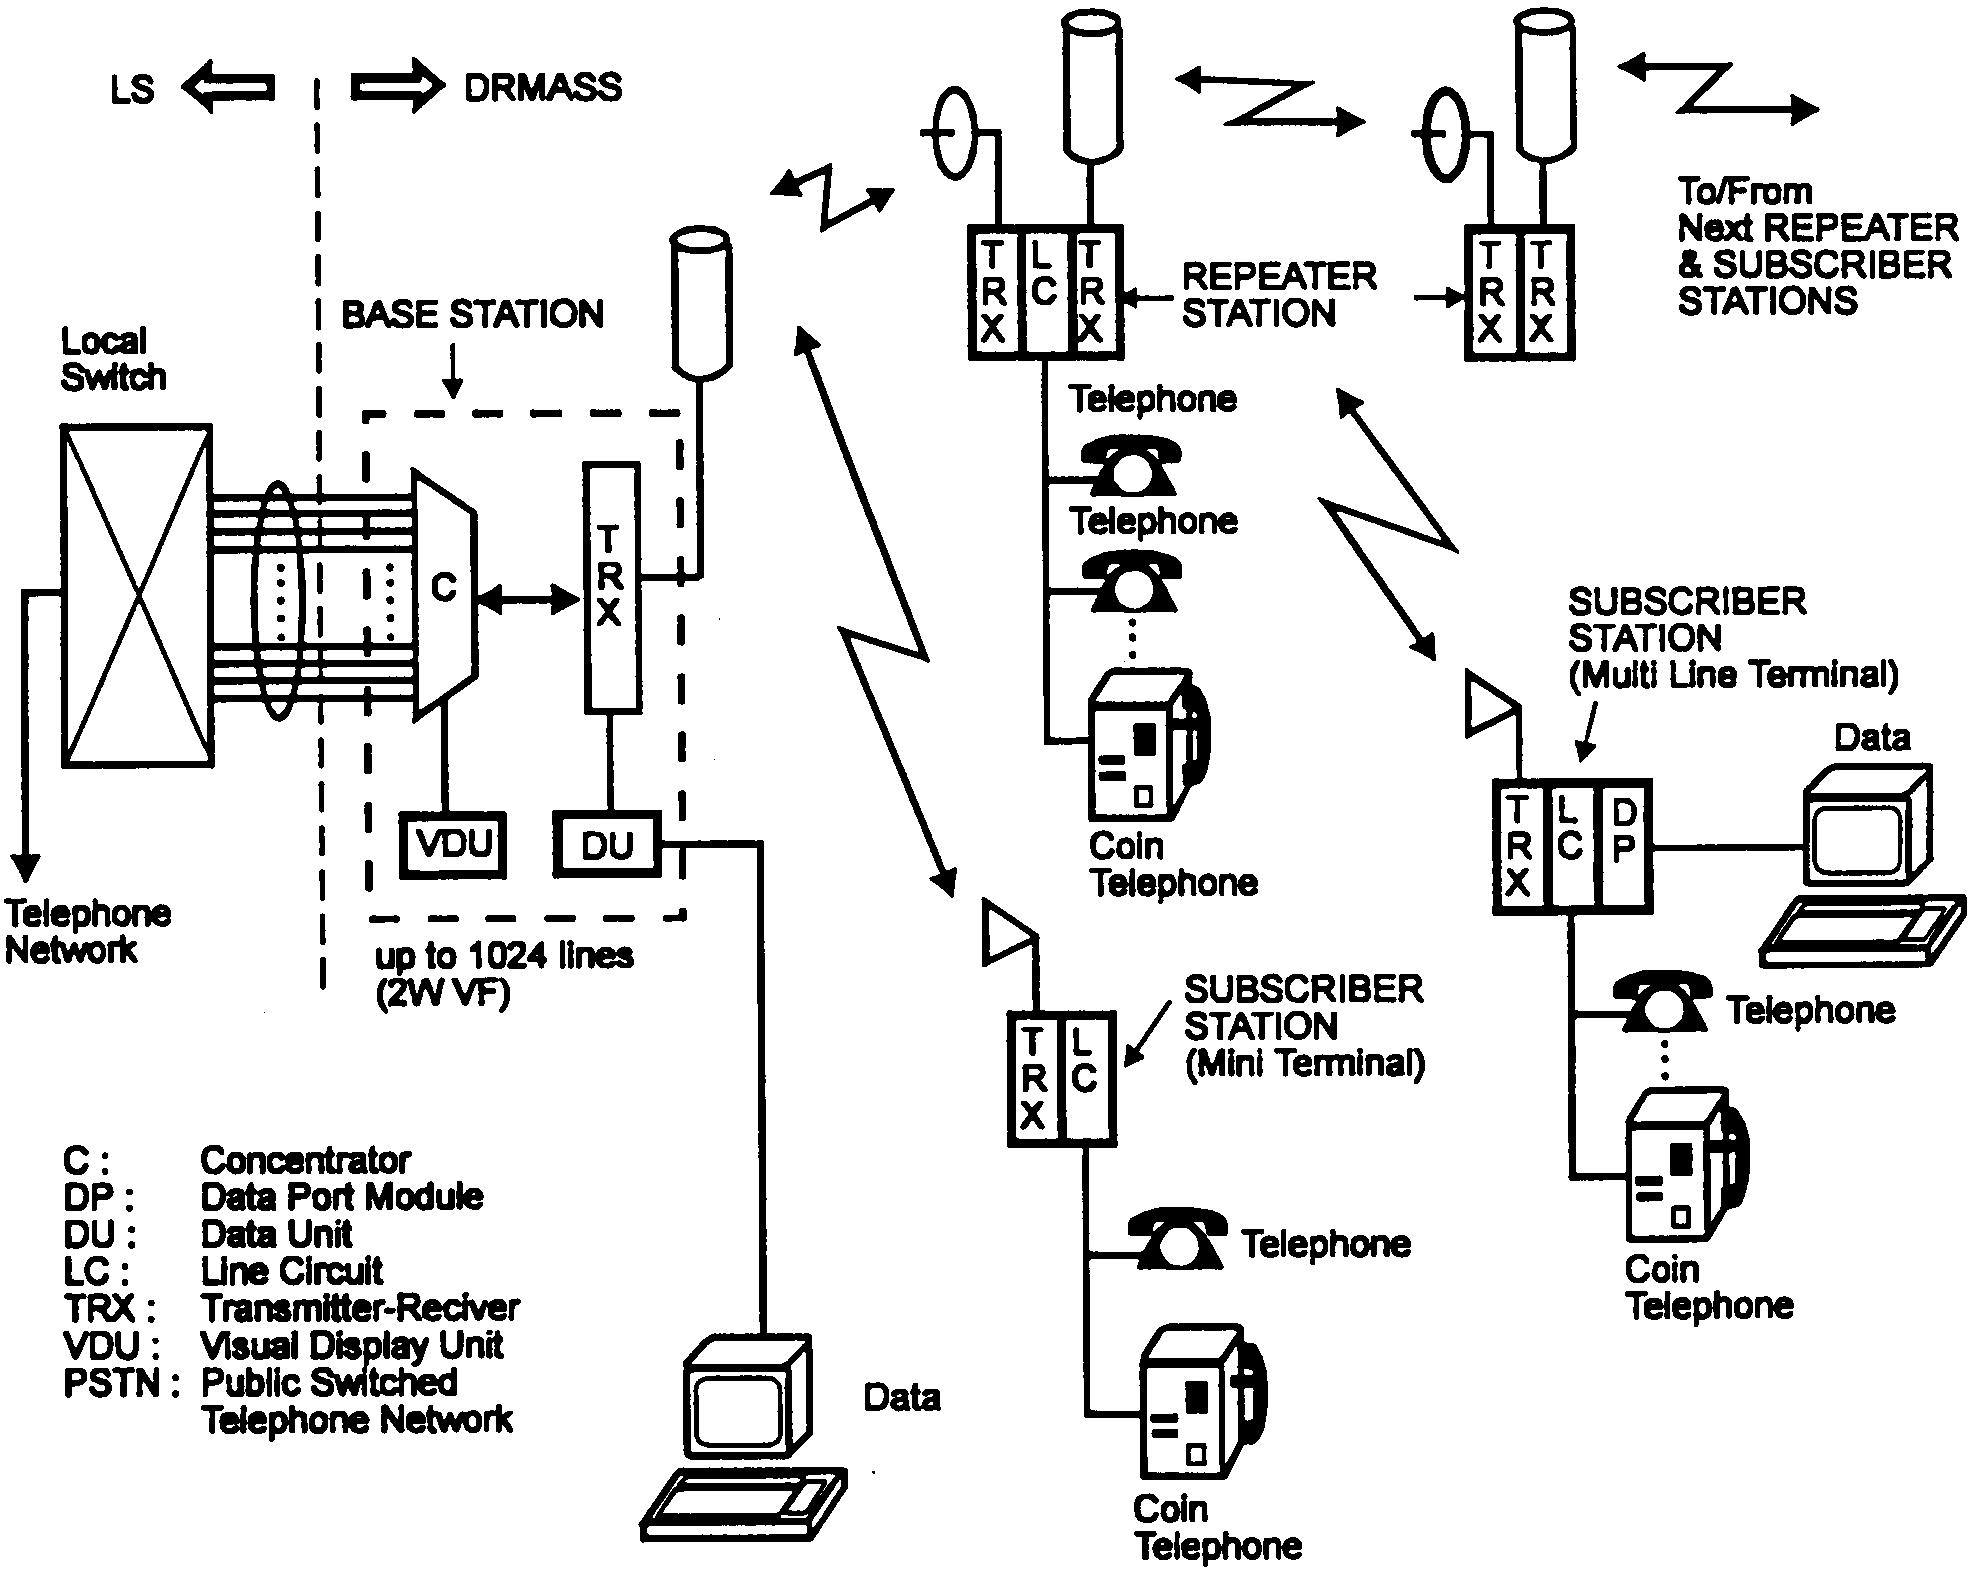 LS
DRMASS
To/From
Next REPEATER
& SUBSCRIBER
STATIONS
T
R
X
L
C
T
R
X
REPEATER
STATION
T
R
X
T
R
X
BASE STATION
Local
Switch
Telephone
Telephone
C
T
R
X
VDU
DU
Coin
Telephone
SUBSCRIBER
STATION
(Multi Line Terminal)
Data
T
R
X
L
C
D
P
Telephone
Network
up to 1024 lines
(2W VF)
SUBSCRIBER
STATION
(Mini Terminal)
T
R
X
L
C
Telephone
Coin
Telephone
Telephone
Coin
Telephone
Data
C : Concentrator
DP : Data Port Module
DU : Data Unit
LC : Line Circuit
TRX : Transmitter-Reciver
VDU : Visual Display Unit
PSTN : Public Switched
Telephone Network